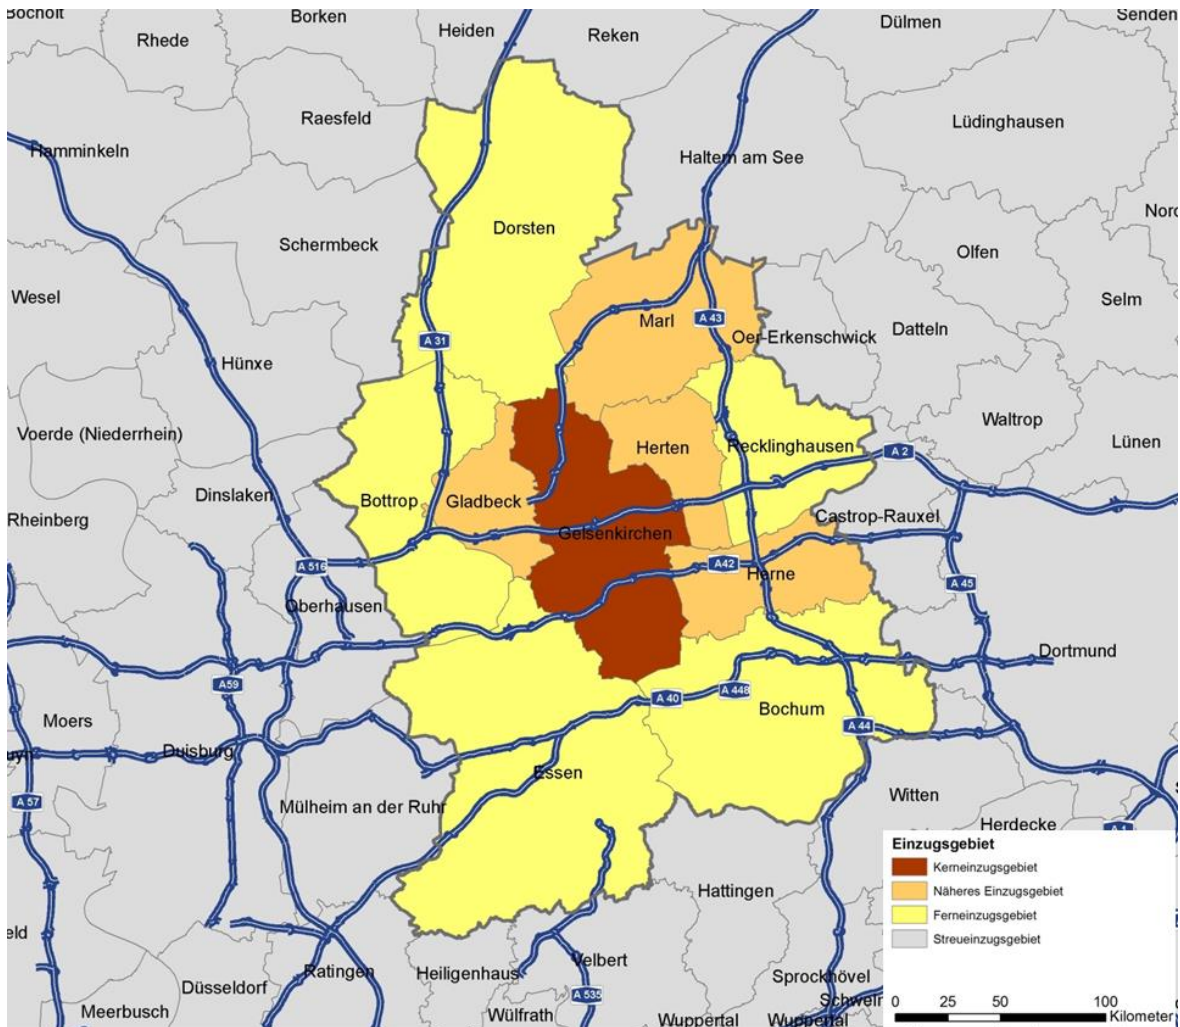 Bocholt
Borken
Heiden
Reken
Dülmen
Senden
Rhede
Raesfeld
Lüdinghausen
Hamminkeln
Haltern am See
Dorsten
Schermbeck
Olfen
Wesel
Selm
A 43
Marl
Datteln
A 31
Oer-Erkenschwick
Hünxe
Waltrop
Voerde (Niederrhein)
Herten
Recklinghausen
Lünen
A 2
Dinslaken
Bottrop
Gladbeck
Rheinberg
Castrop-Rauxel
Gelsenkirchen
A 516
A42
Herne
A 45
Oberhausen
Dortmund
A59
A 448
A 40
Moers
Bochum
A 44
Duisburg
Essen
A 57
Mülheim an der Ruhr
Witten
Herdecke
A 1
Einzugsgebiet
Kerneinzugsgebiet
Näheres Einzugsgebiet
Ferneinzugsgebiet
Streueinzugsgebiet
Hattingen
Velbert
Heiligenhaus
Ratingen
Düsseldorf
Sprockhövel
A 535
Meerbusch
Wülfrath
Wuppertal
Wuppertal
0 25 50 100
Kilometer